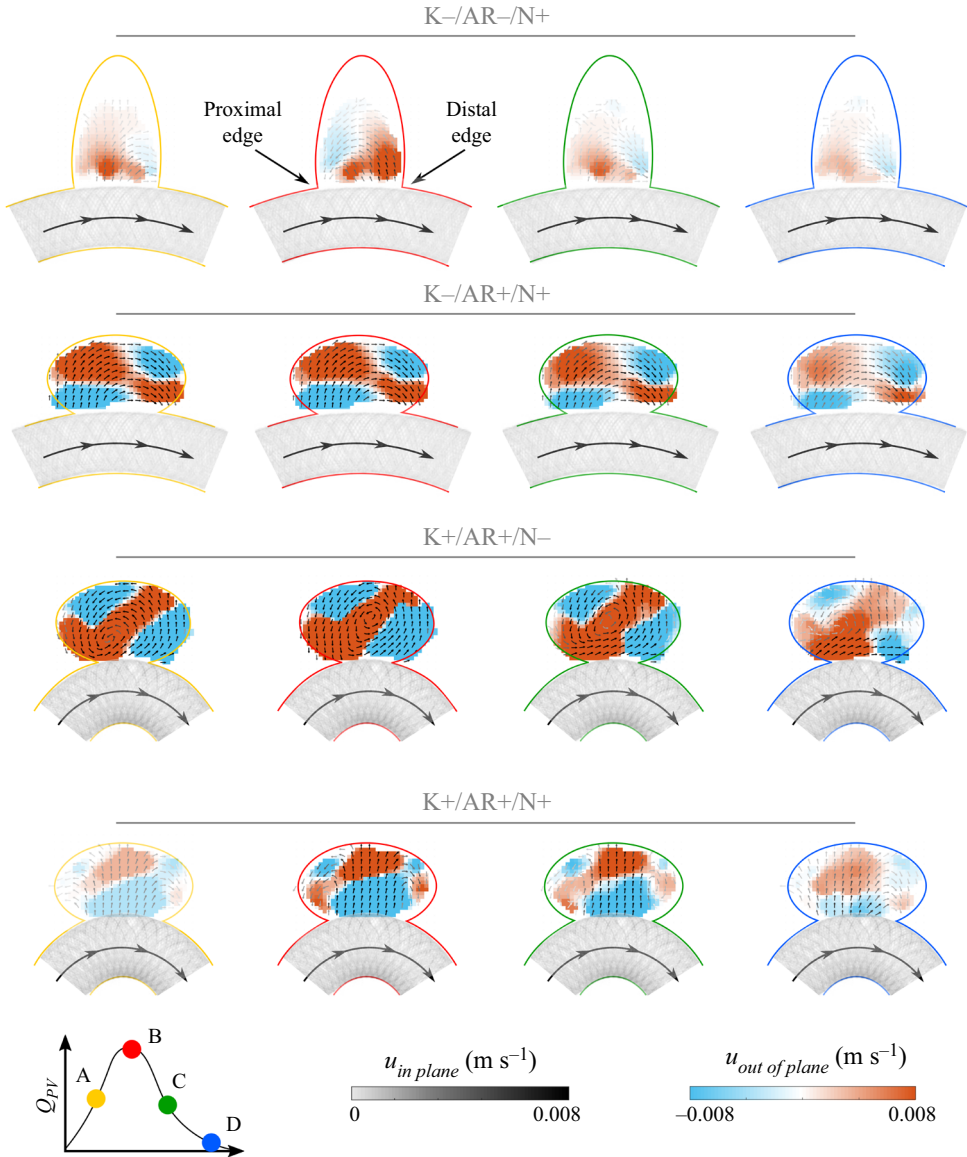 K–/AR–/N+
Proximal
edge
Distal
edge
K–/AR+/N+
K+/AR+/N–
K+/AR+/N+
Q_PV
A
B
C
D
u_in plane (m s⁻¹)
0
0.008
u_out of plane (m s⁻¹)
–0.008
0.008